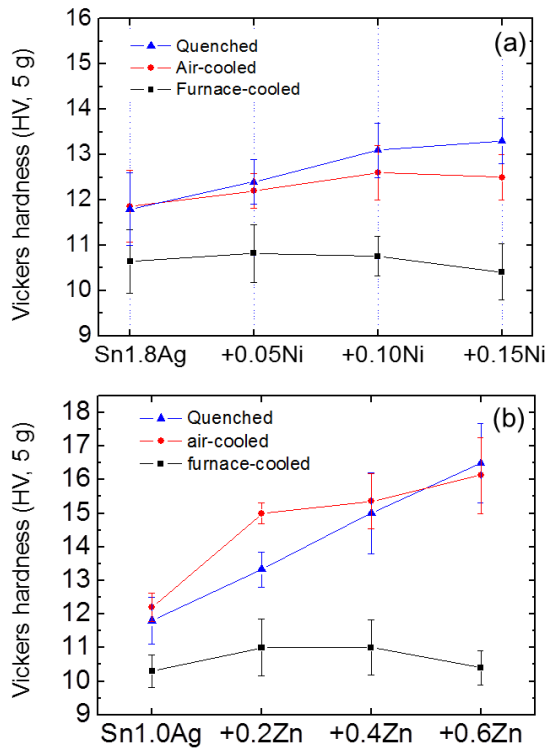 16
(a)
Quenched
15
Air-cooled
14
Furnace-cooled
13
12
11
10
9
Vickers hardness (HV, 5 g)
Sn1.8Ag +0.05Ni +0.10Ni +0.15Ni
18
(b)
Quenched
17
air-cooled
16
furnace-cooled
15
14
13
12
11
10
9
Vickers hardness (HV, 5 g)
Sn1.0Ag +0.2Zn +0.4Zn +0.6Zn